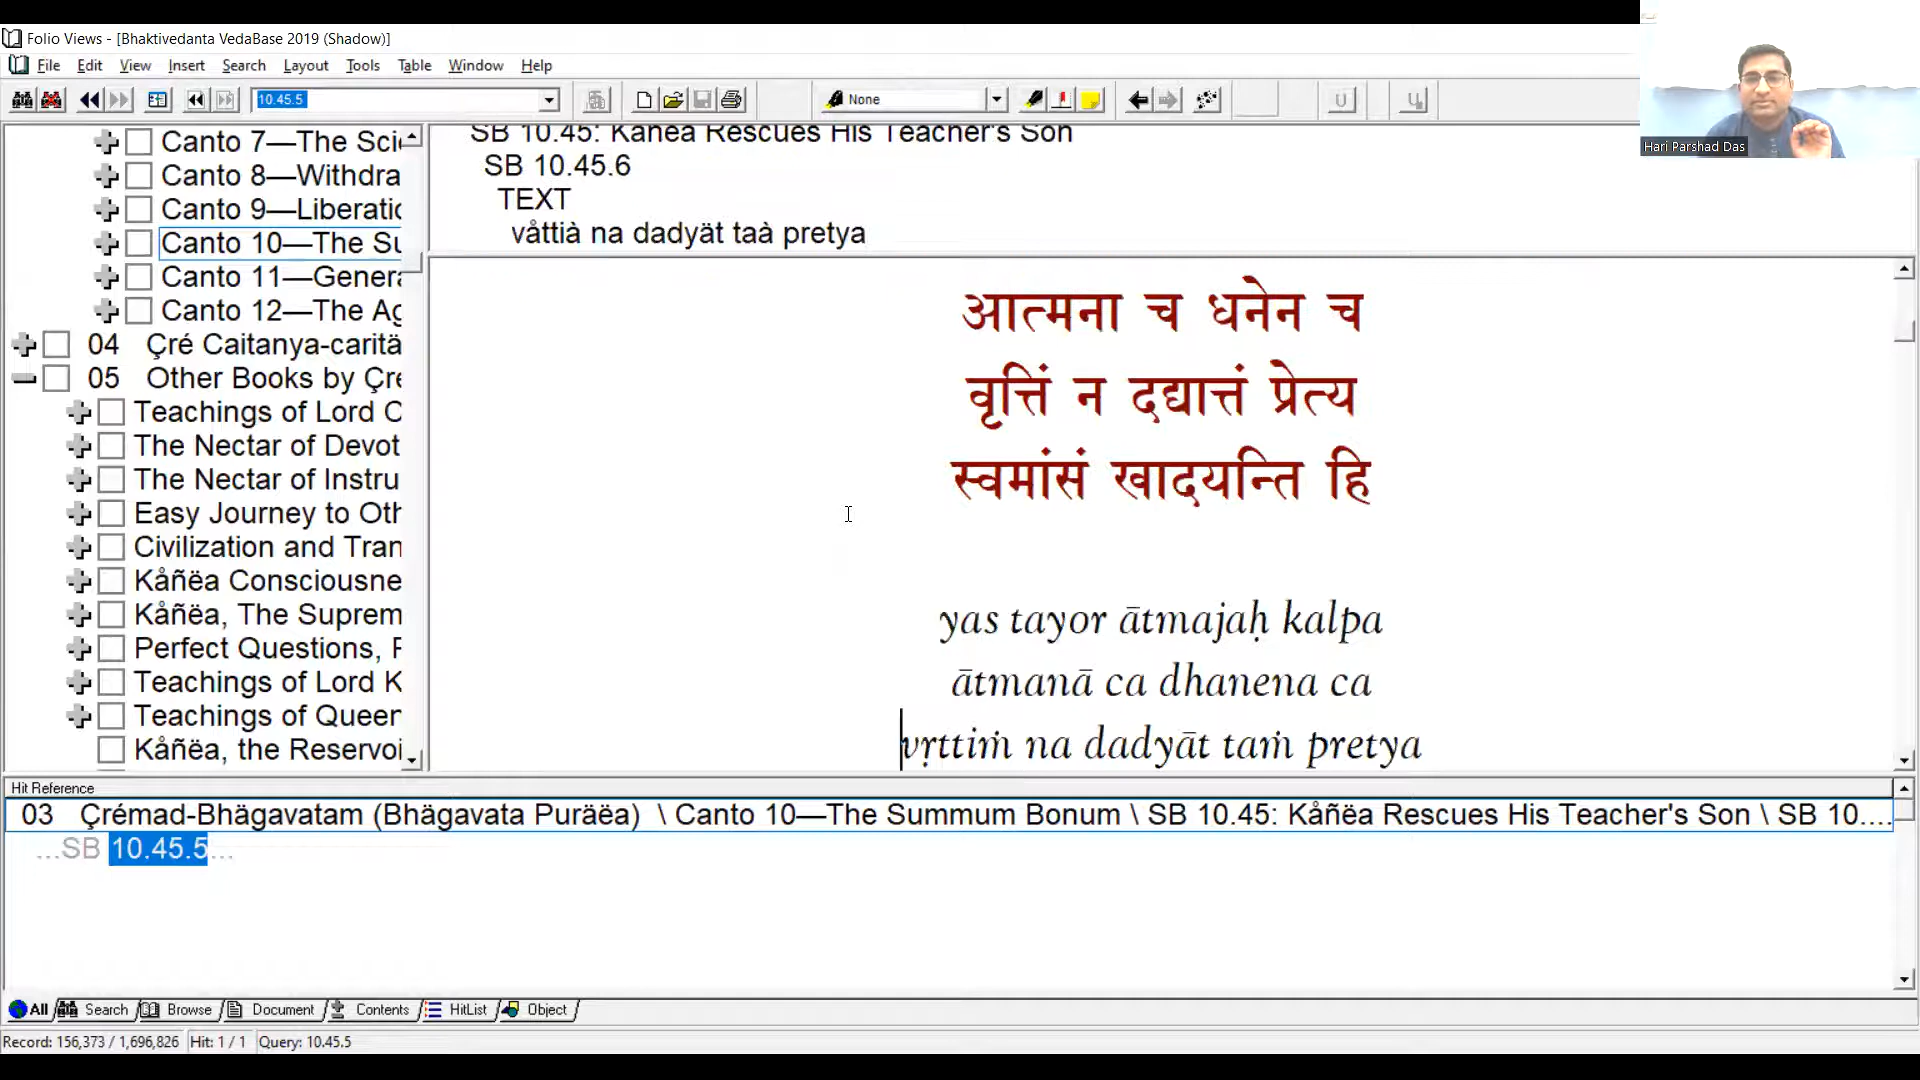 Folio Views - [Bhaktivedanta VedaBase 2019 (Shadow)]
File Edit View Insert Search Layout Tools Table Window Help
10.45.5
None
Hari Parshad Das
Canto 7—The Sci
Canto 8—Withdra
Canto 9—Liberatic
Canto 10—The Su
Canto 11—Genera
Canto 12—The Ag
04 Çré Caitanya-caritä
05 Other Books by Çré
Teachings of Lord C
The Nectar of Devot
The Nectar of Instru
Easy Journey to Oth
Civilization and Tran
Kåñëa Consciousne
Kåñëa, The Suprem
Perfect Questions, P
Teachings of Lord K
Teachings of Queen
Kåñëa, the Reservoi
SB 10.45: Kåñëa Rescues His Teacher's Son
SB 10.45.6
TEXT
våttià na dadyät taà pretya
आत्मना च धनेन च
वृत्तिं न दद्यात्तं प्रेत्य
स्वमांसं खादयन्ति हि
yas tayor ātmajaḥ kalpa
ātmanā ca dhanena ca
vṛttiṁ na dadyāt taṁ pretya
Hit Reference
03 Çrémad-Bhägavatam (Bhägavata Puräëa) \ Canto 10—The Summum Bonum \ SB 10.45: Kåñëa Rescues His Teacher's Son \ SB 10....
...SB 10.45.5...
All Search Browse Document Contents HitList Object
Record: 156,373 / 1,696,826 Hit: 1 / 1 Query: 10.45.5